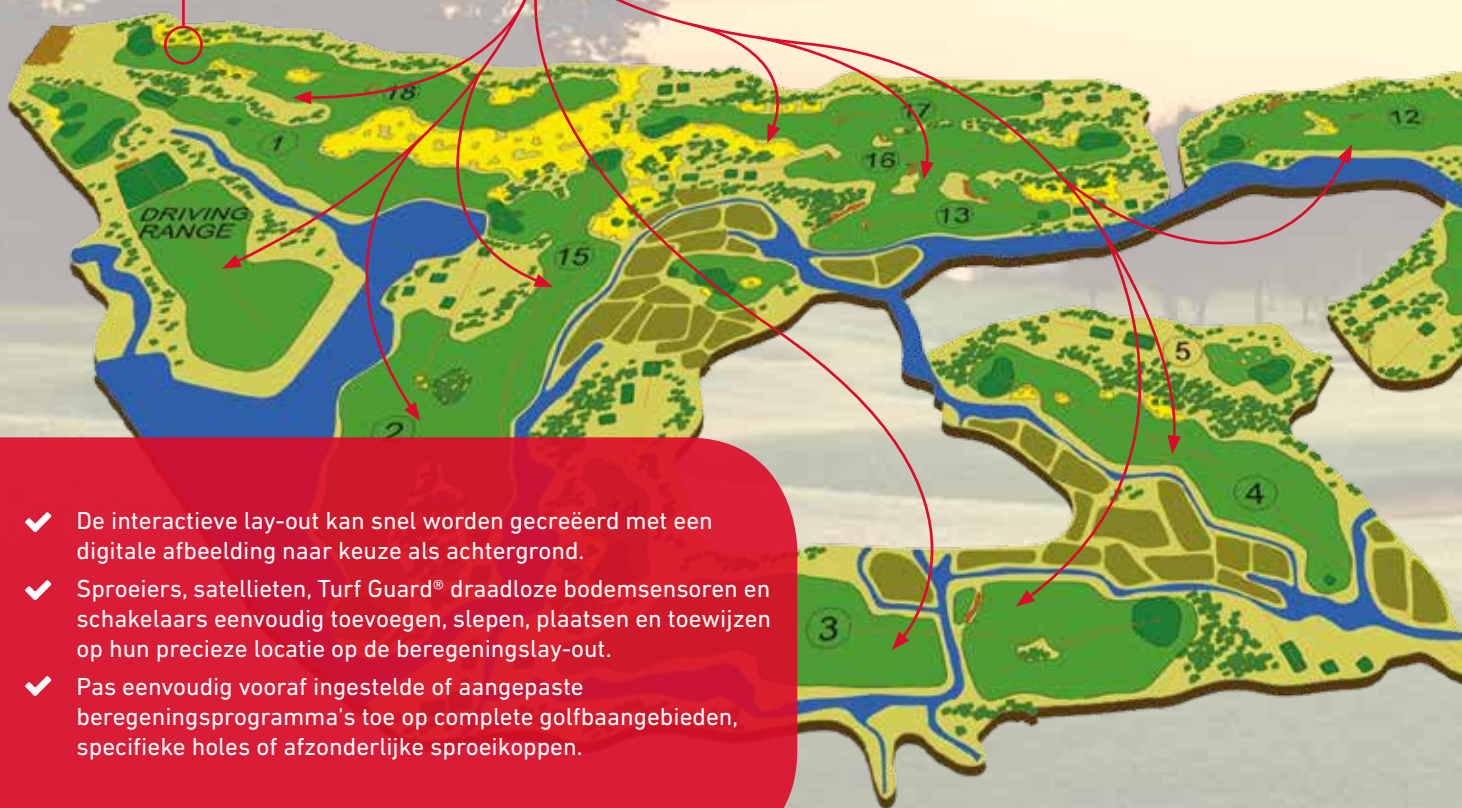 18
17
12
1
16
13
DRIVING
RANGE
15
5
2
4
3
✓ De interactieve lay-out kan snel worden gecreëerd met een
digitale afbeelding naar keuze als achtergrond.
✓ Sproeiers, satellieten, Turf Guard® draadloze bodemsensoren en
schakelaars eenvoudig toevoegen, slepen, plaatsen en toewijzen
op hun precieze locatie op de beregeningslay-out.
✓ Pas eenvoudig vooraf ingestelde of aangepaste
beregeningsprogramma's toe op complete golfbaangebieden,
specifieke holes of afzonderlijke sproeikoppen.